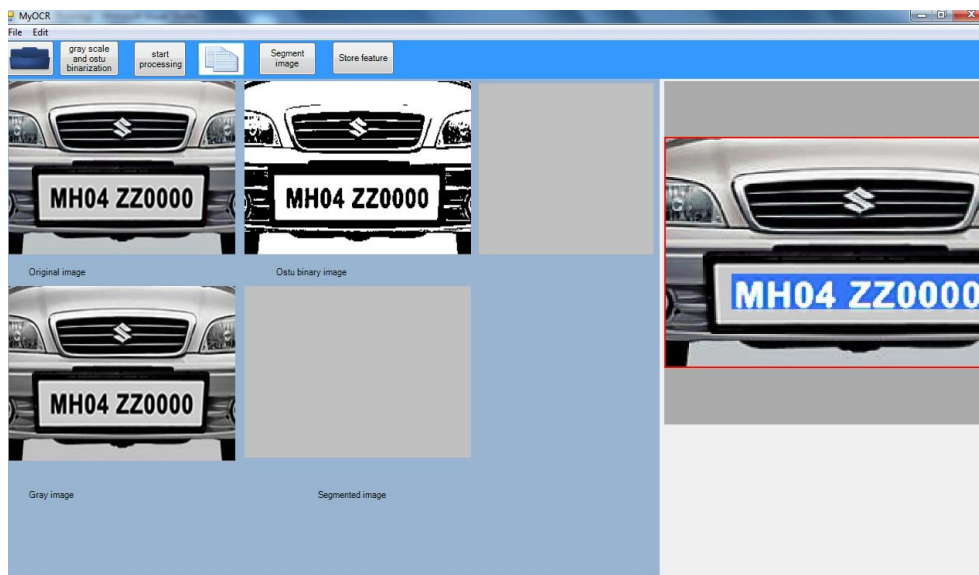 MyOCR
File Edit
gray scale
and ostu
binarization
start
processing
Segment
image
Store feature
MH04 ZZ0000
MH04 ZZ0000
MH04 ZZ0000
Original image
Ostu binary image
MH04 ZZ0000
Gray image
Segmented image